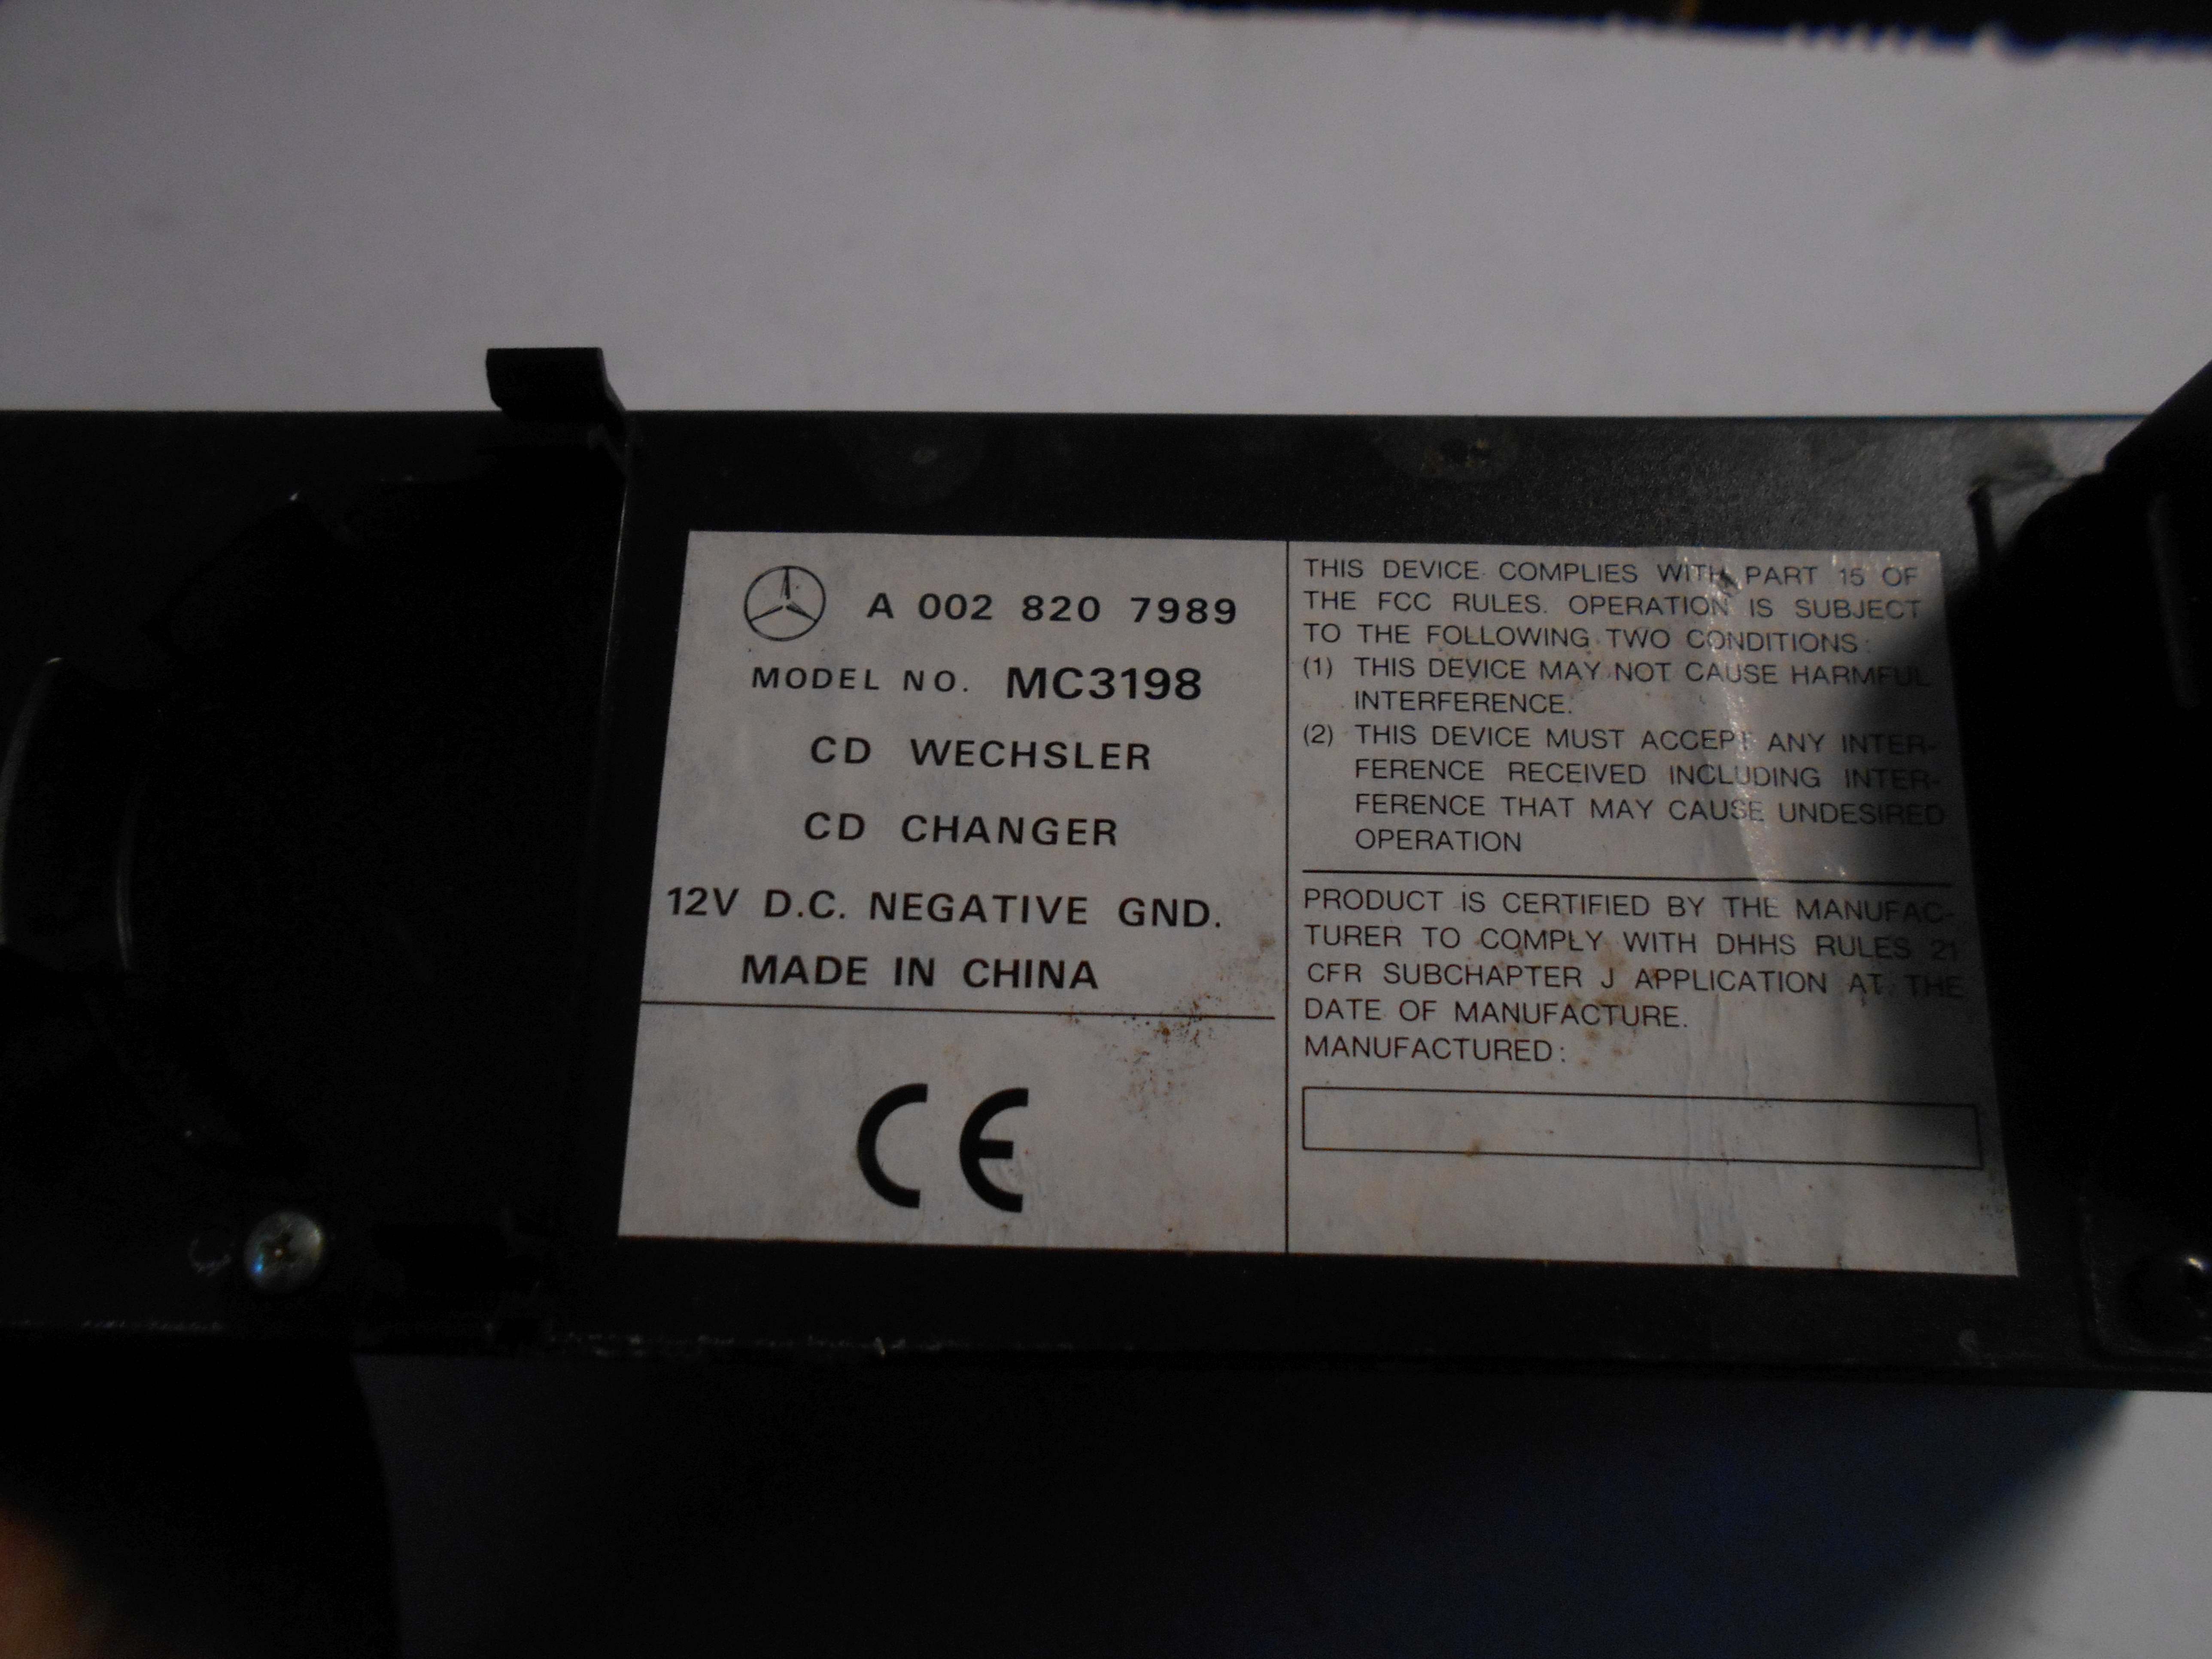 A 002 820 7989
MODEL NO. MC3198
CD WECHSLER
CD CHANGER
12V D.C. NEGATIVE GND.
MADE IN CHINA
CE
THIS DEVICE COMPLIES WITH PART 15 OF
THE FCC RULES. OPERATION IS SUBJECT
TO THE FOLLOWING TWO CONDITIONS:
(1) THIS DEVICE MAY NOT CAUSE HARMFUL
INTERFERENCE.
(2) THIS DEVICE MUST ACCEPT ANY INTER-
FERENCE RECEIVED INCLUDING INTER-
FERENCE THAT MAY CAUSE UNDESIRED
OPERATION
PRODUCT IS CERTIFIED BY THE MANUFAC-
TURER TO COMPLY WITH DHHS RULES 21
CFR SUBCHAPTER J APPLICATION AT THE
DATE OF MANUFACTURE.
MANUFACTURED: